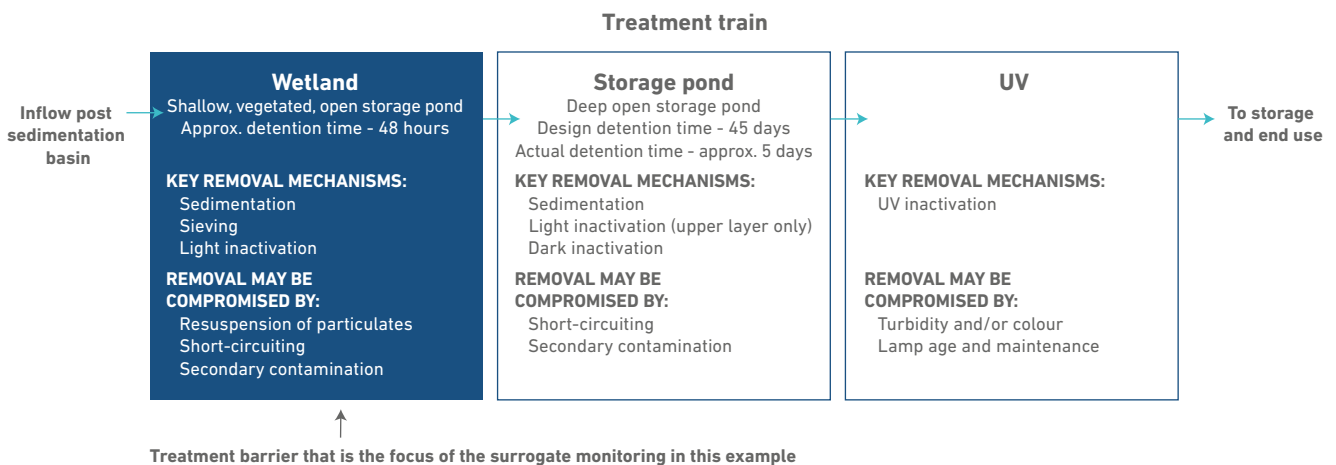 Treatment train
Inflow post
sedimentation
basin
Wetland
Shallow, vegetated, open storage pond
Approx. detention time - 48 hours
KEY REMOVAL MECHANISMS:
Sedimentation
Sieving
Light inactivation
REMOVAL MAY BE
COMPROMISED BY:
Resuspension of particulates
Short-circuiting
Secondary contamination
Storage pond
Deep open storage pond
Design detention time - 45 days
Actual detention time - approx. 5 days
KEY REMOVAL MECHANISMS:
Sedimentation
Light inactivation (upper layer only)
Dark inactivation
REMOVAL MAY BE
COMPROMISED BY:
Short-circuiting
Secondary contamination
UV
KEY REMOVAL MECHANISMS:
UV inactivation
REMOVAL MAY BE
COMPROMISED BY:
Turbidity and/or colour
Lamp age and maintenance
To storage
and end use
Treatment barrier that is the focus of the surrogate monitoring in this example